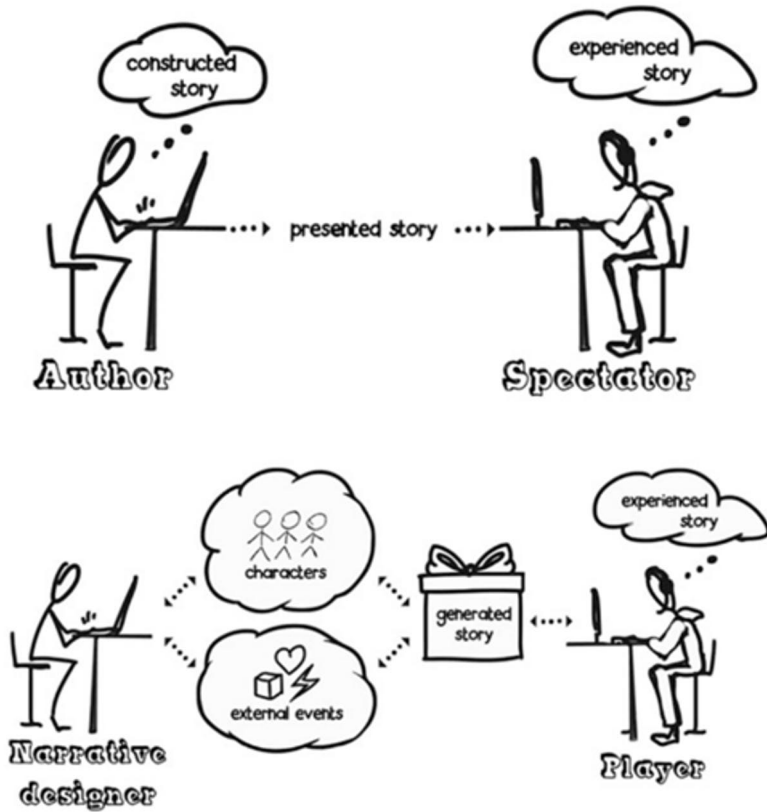 constructed
story
experienced
story
presented story
Author
Spectator
characters
external events
generated
story
experienced
story
Narrative
designer
Player